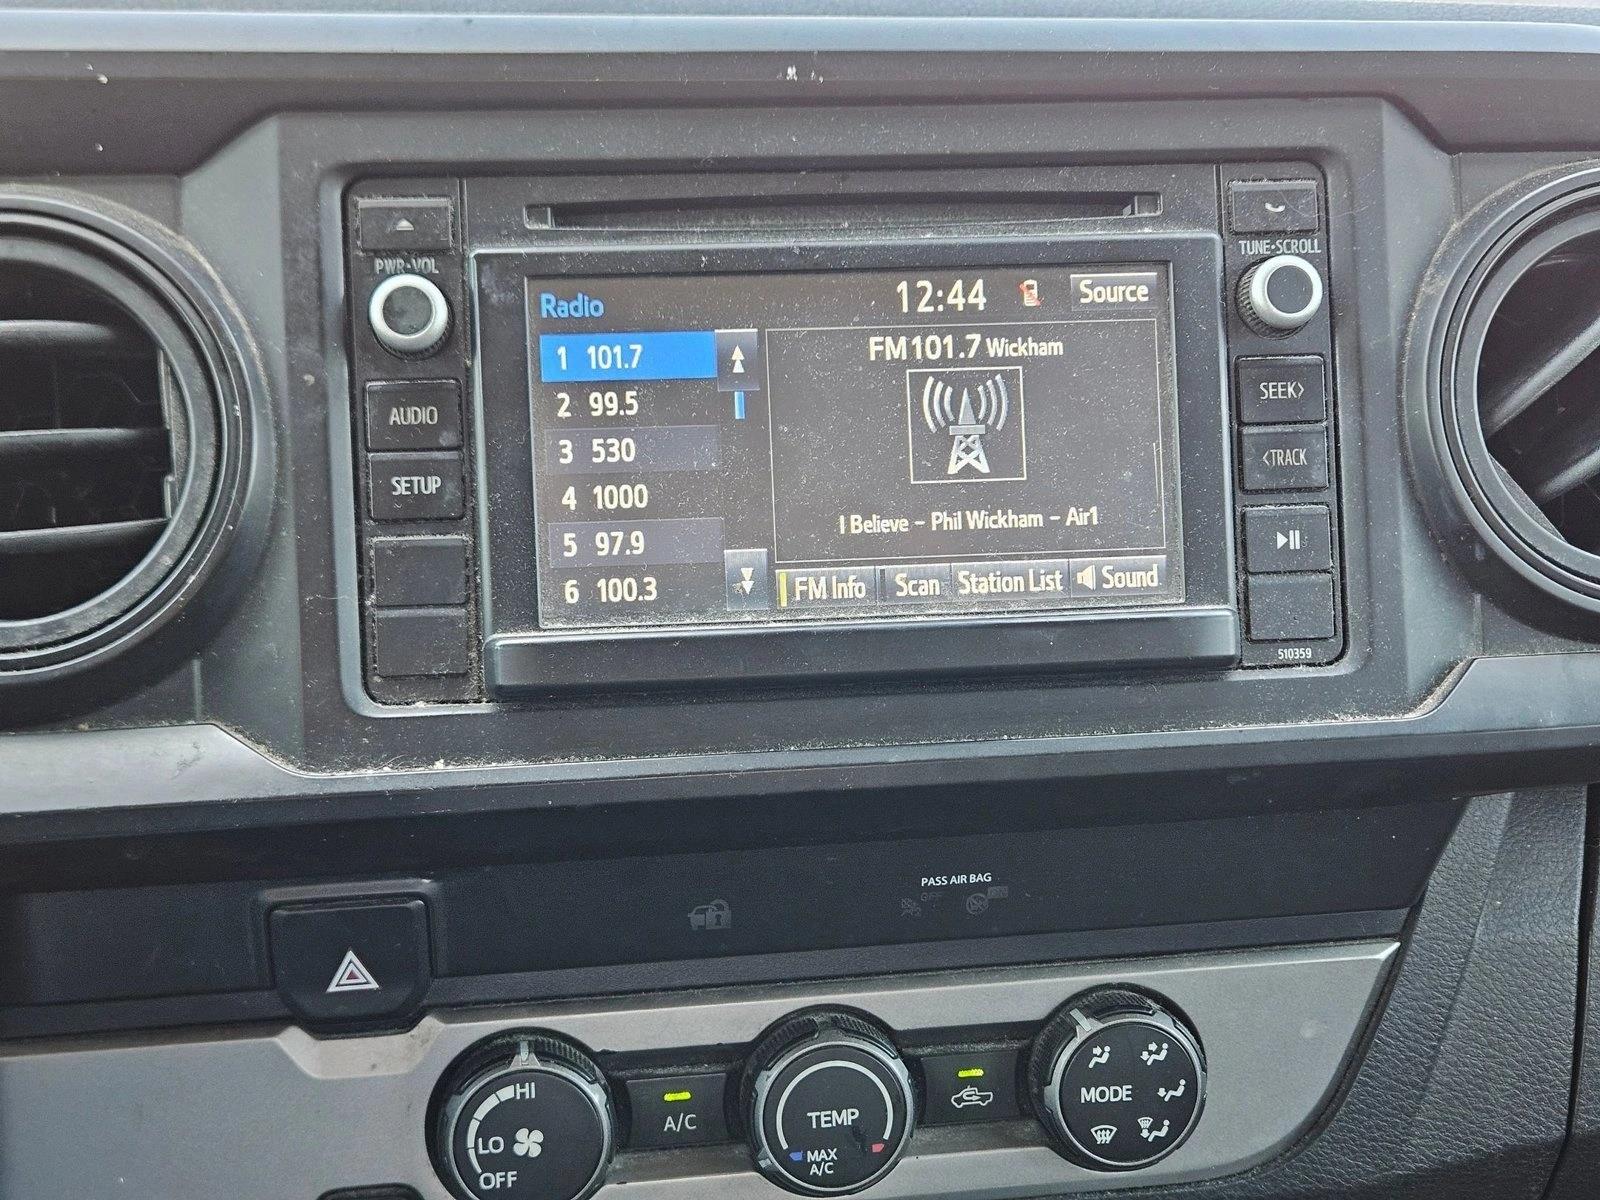 PWR•VOL
TUNE•SCROLL
Radio
12:44
Source
1 101.7
2 99.5
3 530
4 1000
5 97.9
6 100.3
FM101.7 Wickham
I Believe - Phil Wickham - Air1
FM Info
Scan
Station List
Sound
AUDIO
SETUP
SEEK>
<TRACK
510359
PASS AIR BAG
OFF
HI
LO
OFF
A/C
TEMP
MAX
A/C
MODE